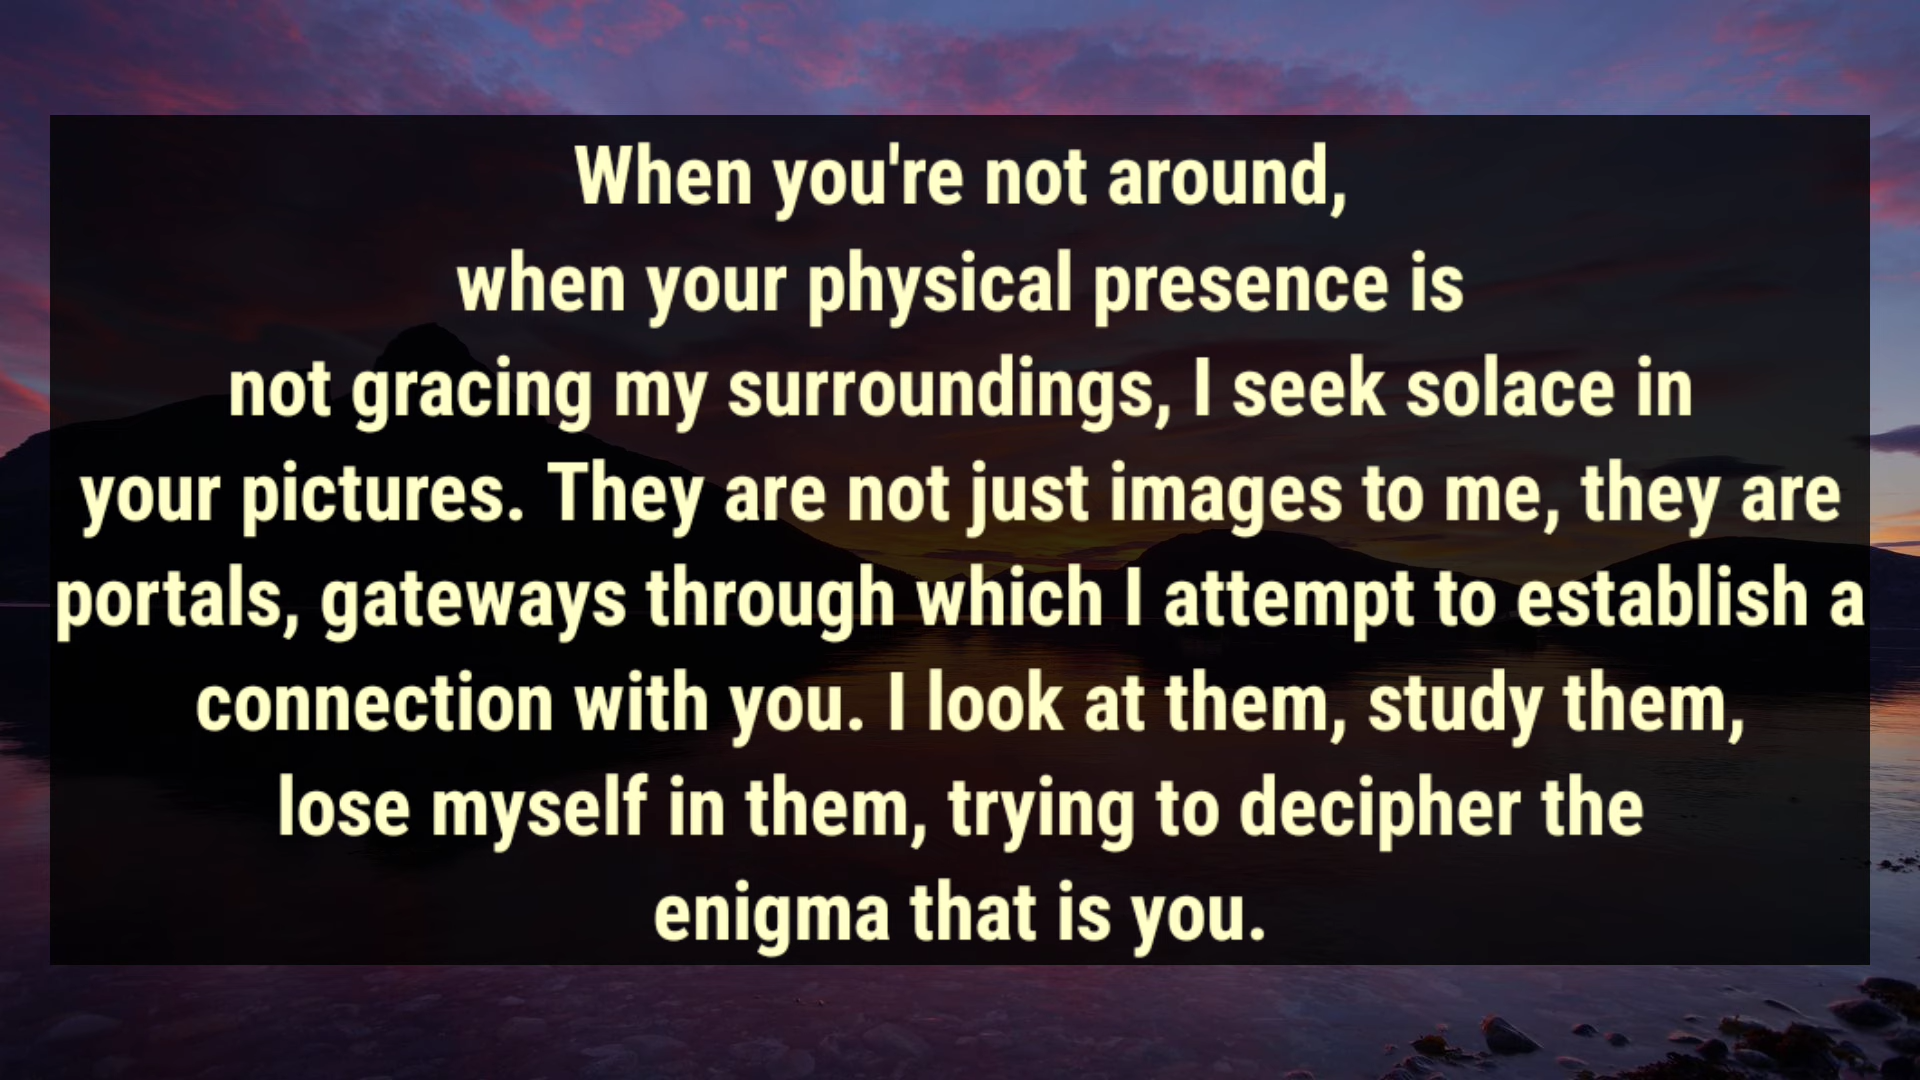 When you're not around,
when your physical presence is
not gracing my surroundings, I seek solace in
your pictures. They are not just images to me, they are
portals, gateways through which I attempt to establish a
connection with you. I look at them, study them,
lose myself in them, trying to decipher the
enigma that is you.